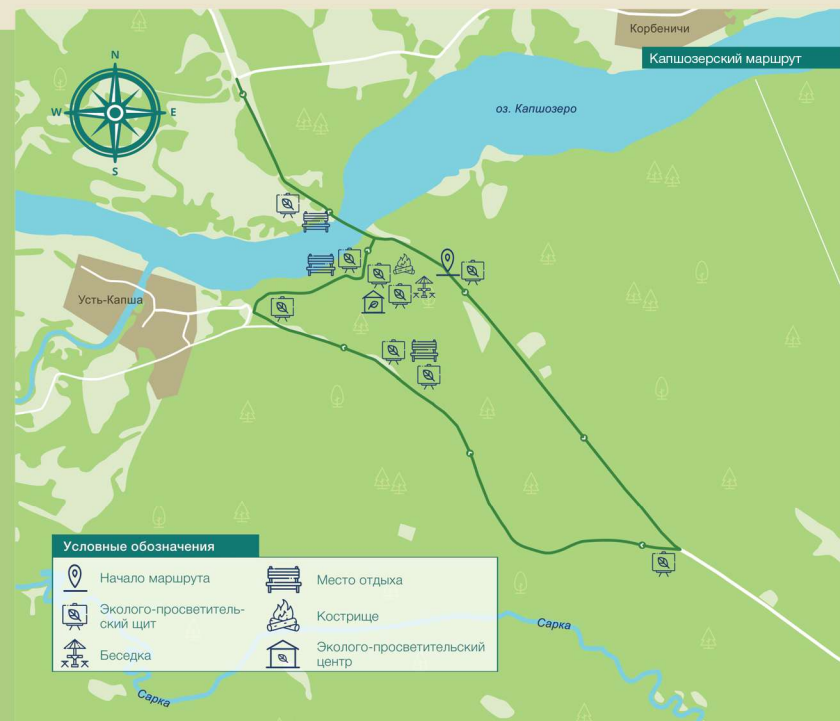 Корбеничи
Капшозерский маршрут
N
W
E
S
оз. Капшозеро
Усть-Капша
Условные обозначения
Начало маршрута
Эколого-просветитель-
ский щит
Беседка
Место отдыха
Кострище
Эколого-просветительский
центр
Сарка
Сарка